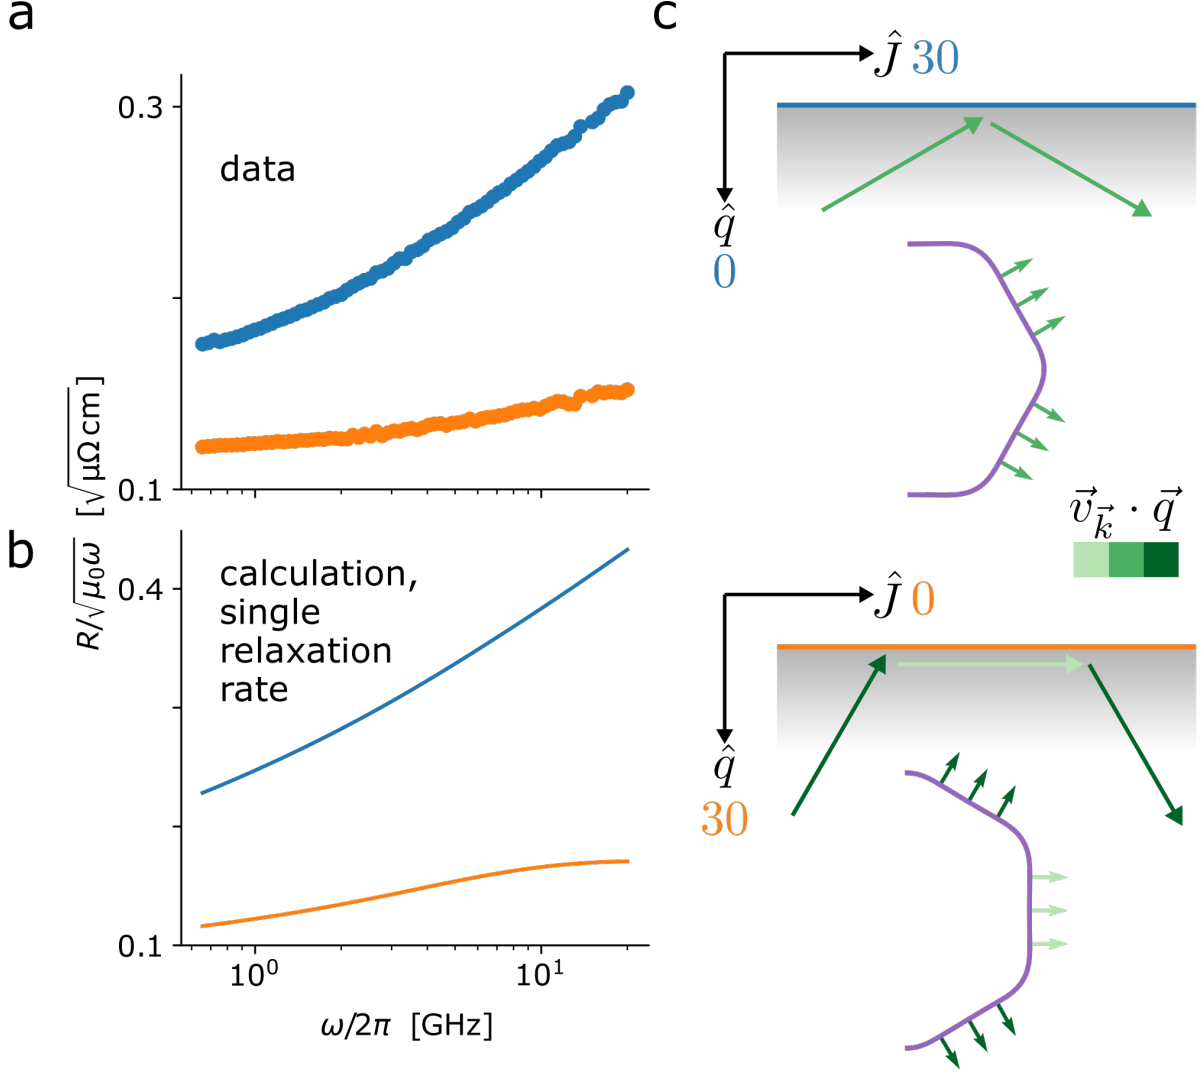 a
0.3
data
0.1
R/√μ₀ω [√μΩ cm]
b
0.4
calculation,
single
relaxation
rate
0.1
10⁰
10¹
ω/2π [GHz]
c
Ĵ 30
q̂
0
v⃗_k⃗ · q⃗
Ĵ 0
q̂
30